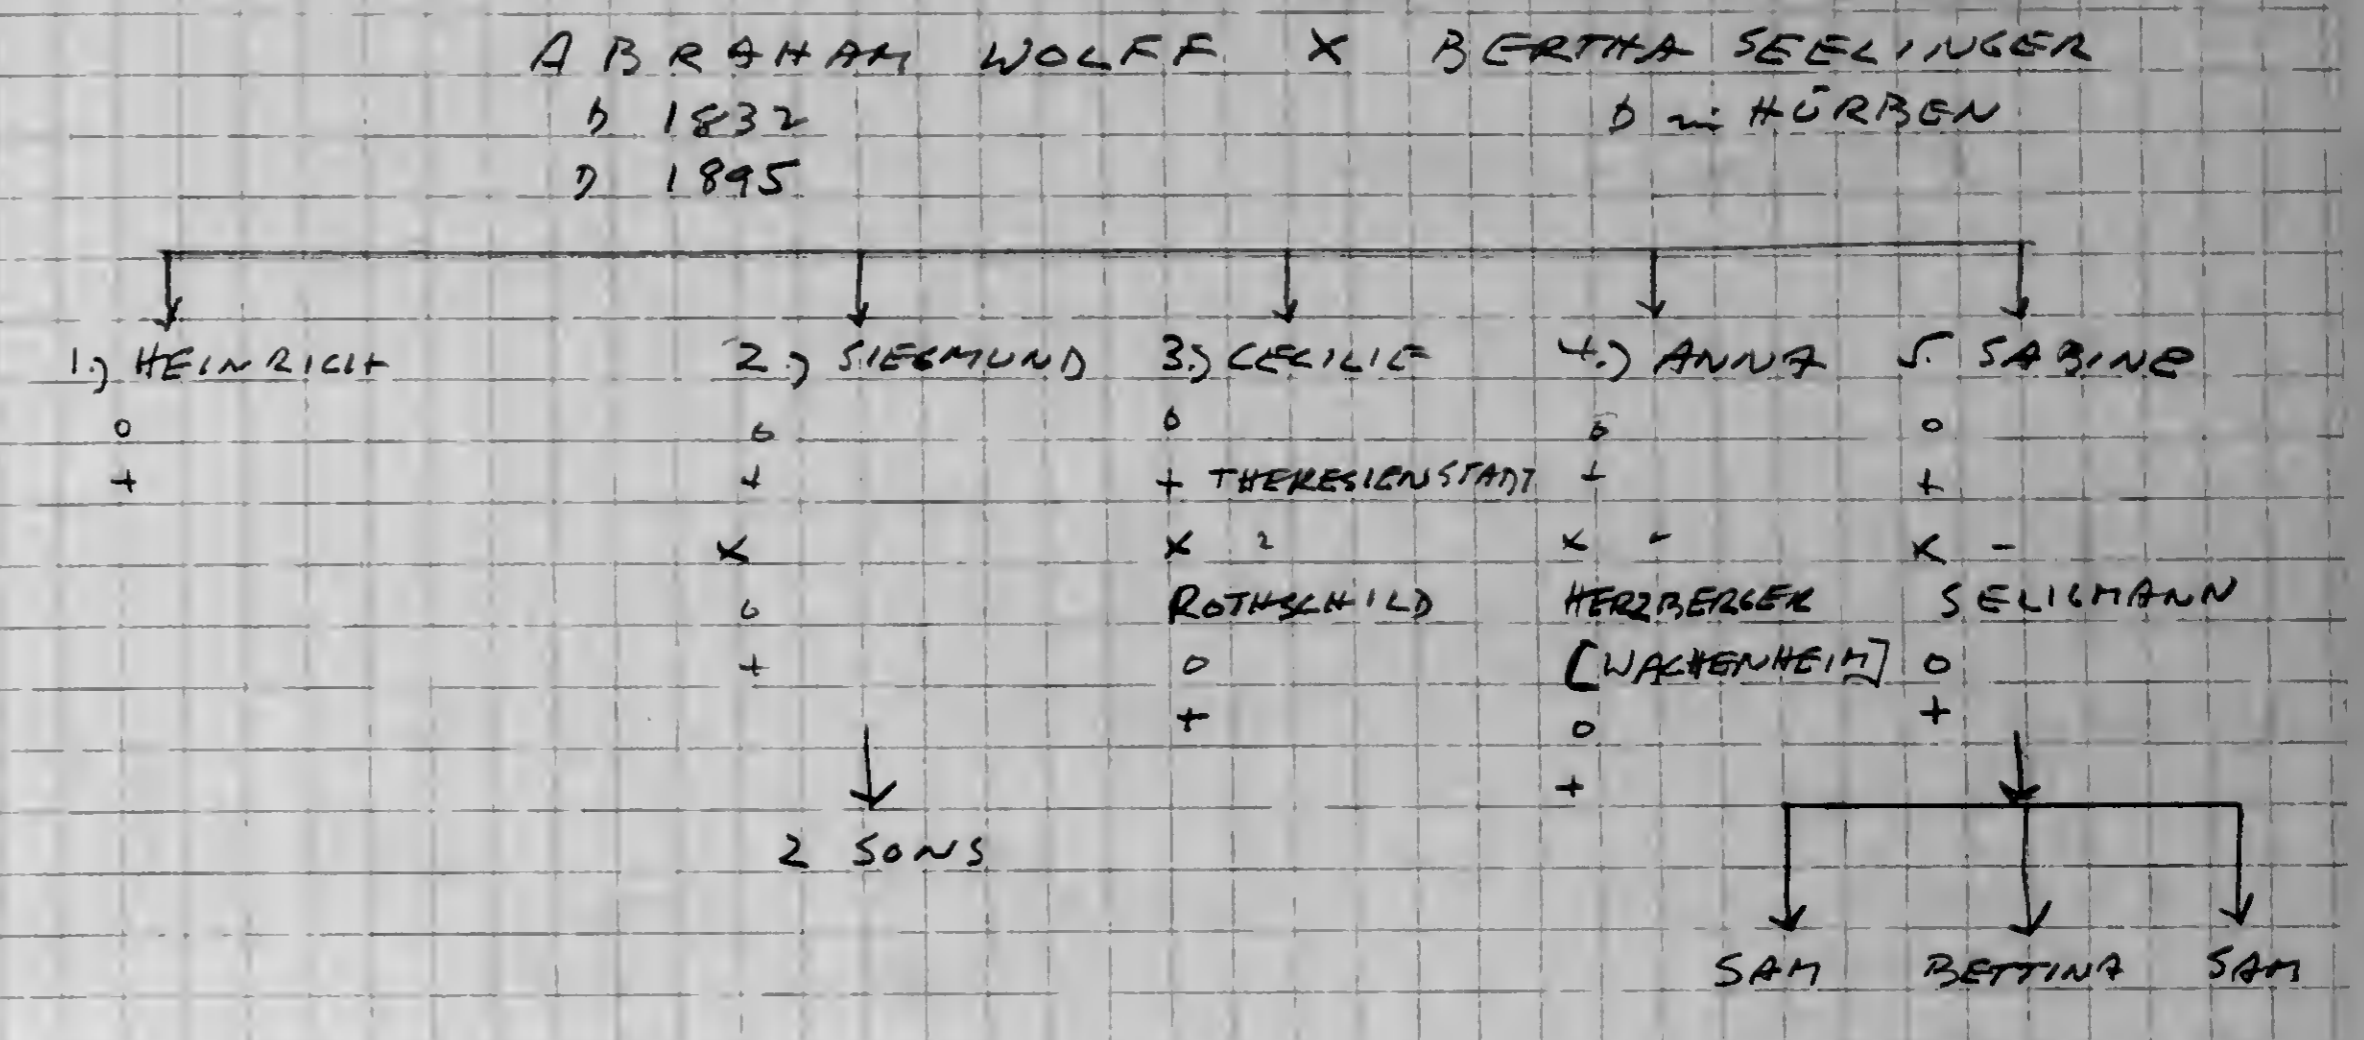 ABRAHAM WOLFF X BERTHA SEELINGER
b 1832 b in HÜRBEN
D 1895
1.) HEINRICH 2.) SIEGMUND 3.) CECILIE 4.) ANNA 5. SABINE
o o o o o
+ + + THERESIENSTADT + +
x x 2 x - x -
ROTHSCHILD HERZBERGER SELIGMANN
o
+ o [WACHENHEIM] o
+ o +
+
2 SONS
SAM BETTINA SAM